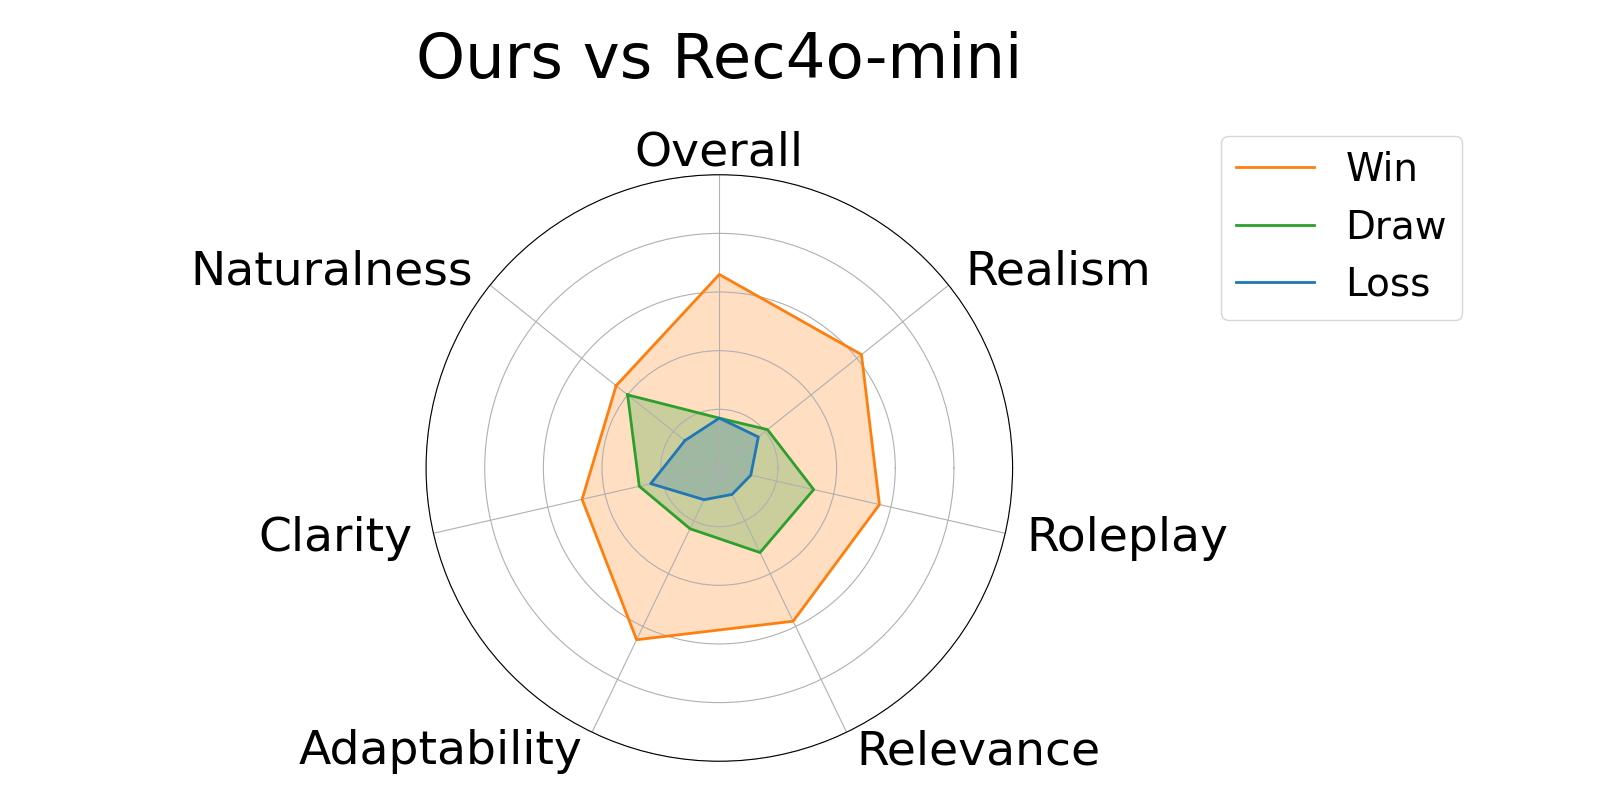 Ours vs Rec4o-mini
Overall
Win
Draw
Loss
Naturalness
Realism
Clarity
Roleplay
Adaptability
Relevance